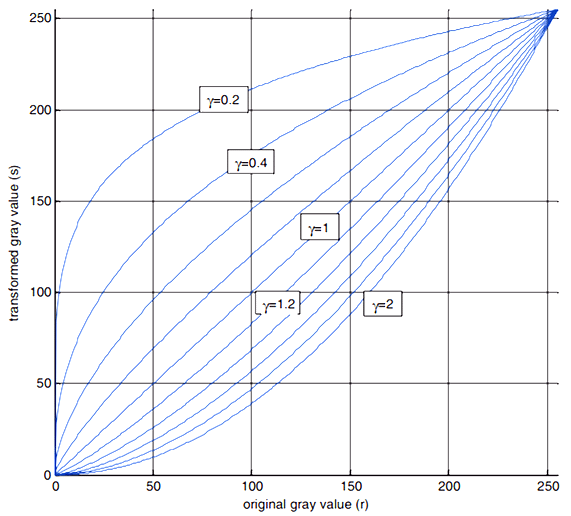 250
200
150
100
50
0
transformed gray value (s)
γ=0.2
γ=0.4
γ=1
γ=1.2
γ=2
0 50 100 150 200 250
original gray value (r)